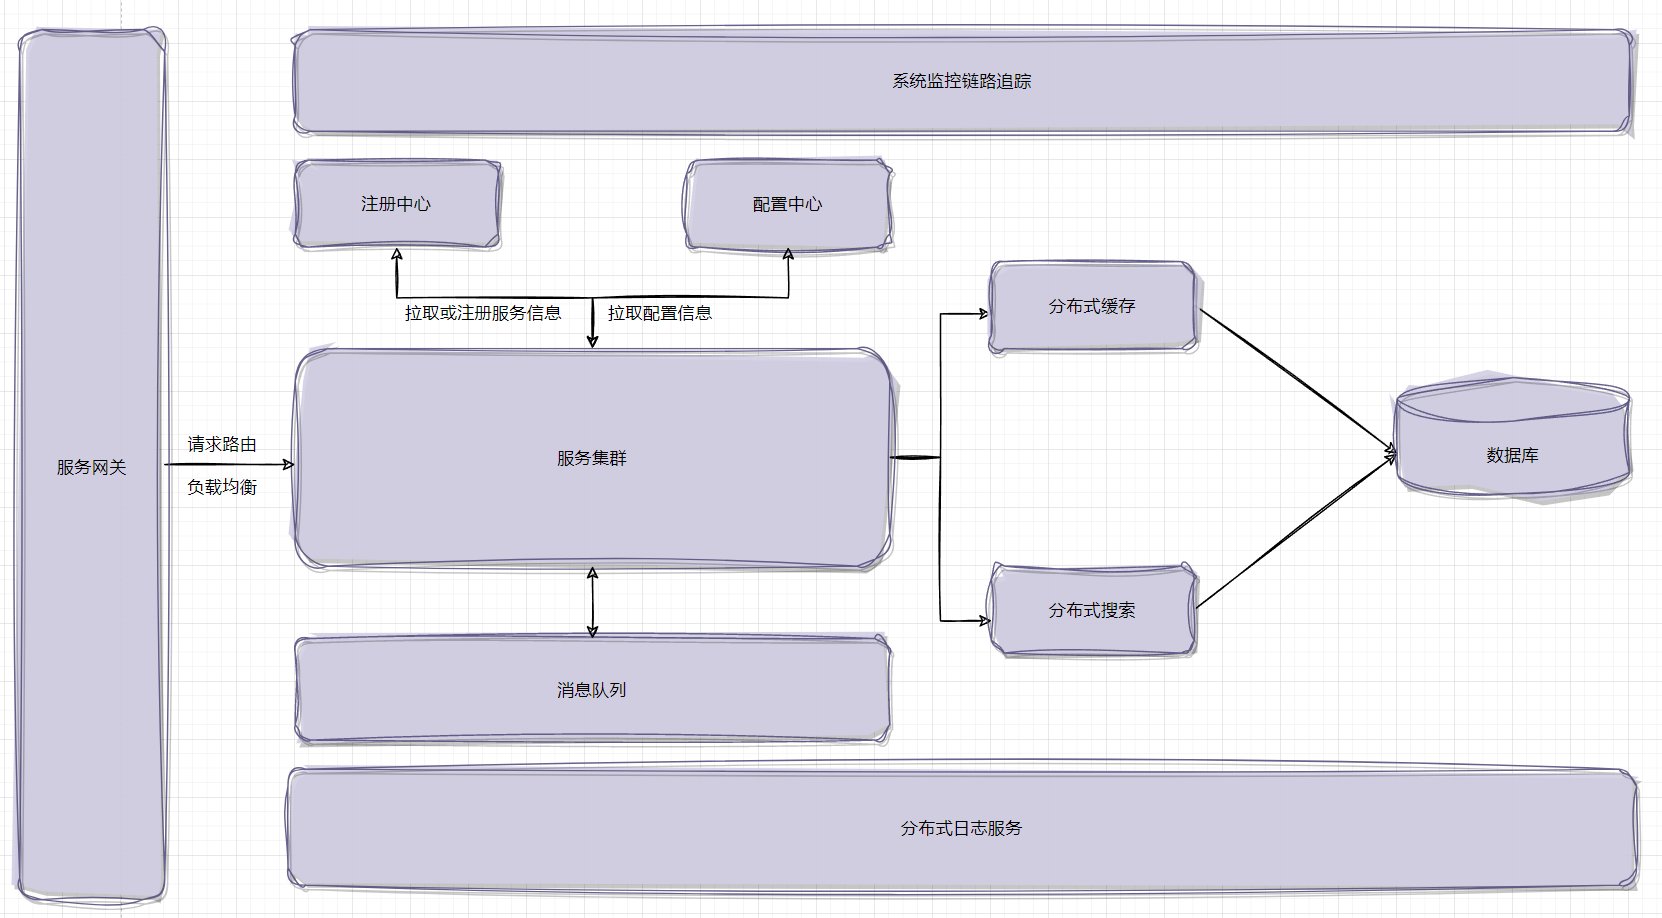 系统监控链路追踪
注册中心
配置中心
拉取或注册服务信息
拉取配置信息
分布式缓存
请求路由
服务网关
负载均衡
服务集群
数据库
分布式搜索
消息队列
分布式日志服务